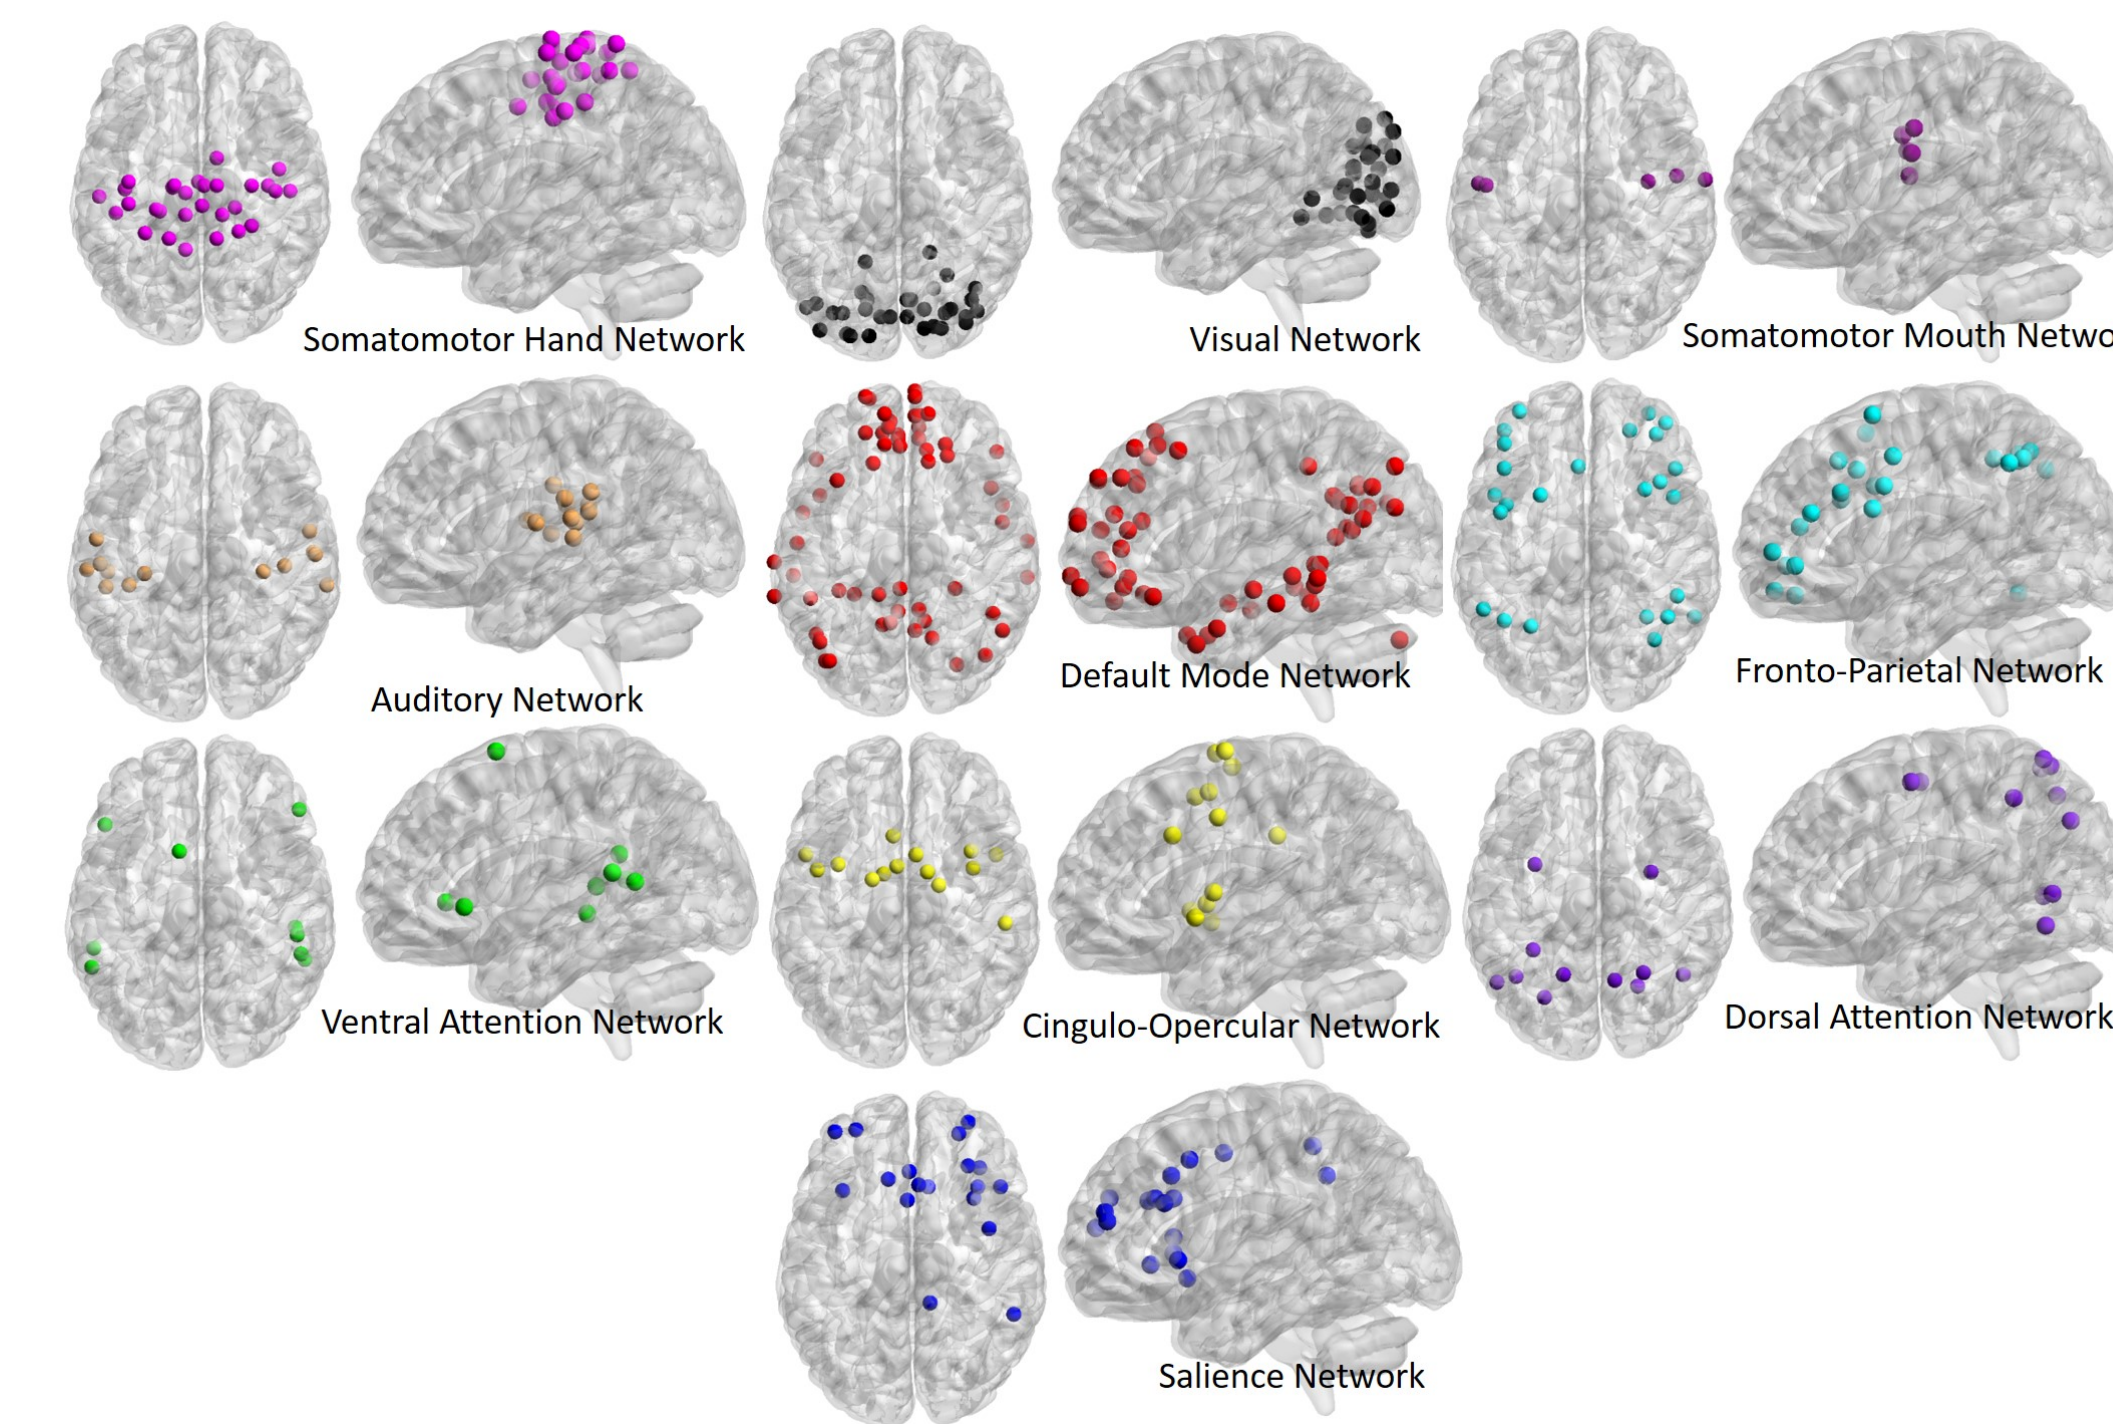 Somatomotor Hand Network
Visual Network
Somatomotor Mouth Netwo
Auditory Network
Default Mode Network
Fronto-Parietal Network
Ventral Attention Network
Cingulo-Opercular Network
Dorsal Attention Network
Salience Network